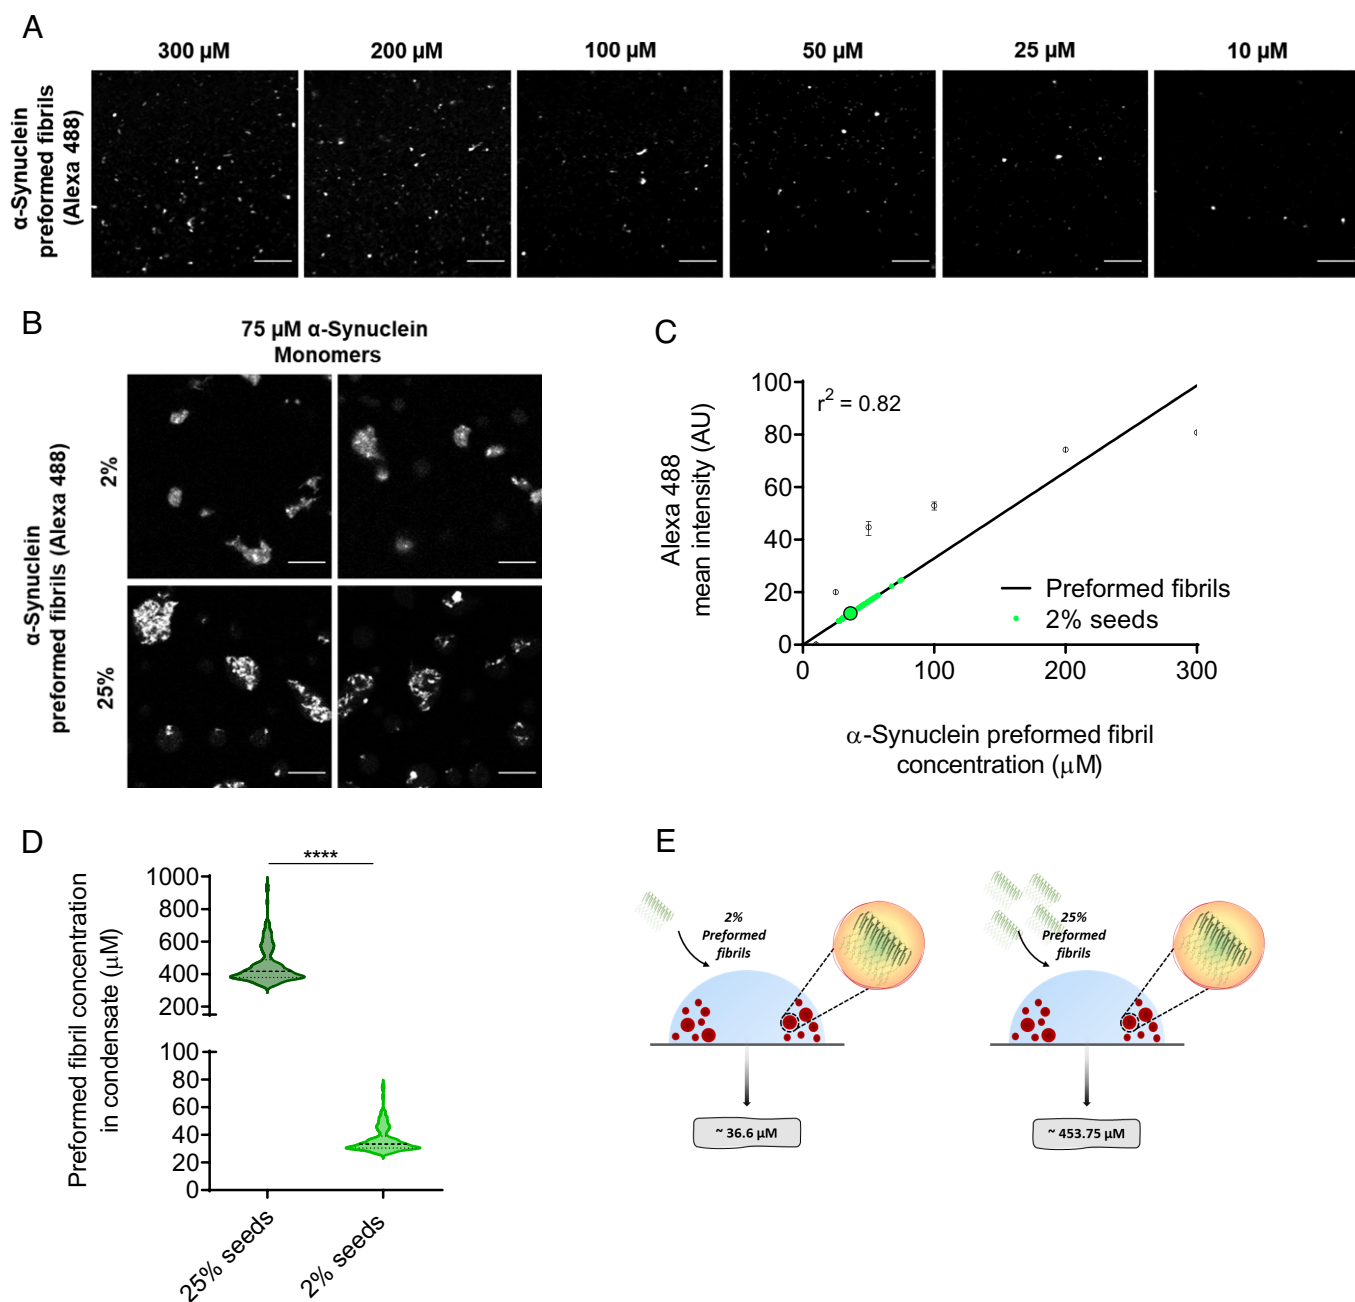 A
300 µM 200 µM 100 µM 50 µM 25 µM 10 µM
α-Synuclein
preformed fibrils
(Alexa 488)
B
75 µM α-Synuclein
Monomers
α-Synuclein
preformed fibrils (Alexa 488)
2%
25%
C
Alexa 488
mean intensity (AU)
100
80
60
40
20
0
r² = 0.82
Preformed fibrils
2% seeds
0 100 200 300
α-Synuclein preformed fibril
concentration (μM)
D
****
Preformed fibril concentration
in condensate (μM)
1000
800
600
400
200
100
80
60
40
20
0
25% seeds
2% seeds
E
2%
Preformed
fibrils
~ 36.6 µM
25%
Preformed
fibrils
~ 453.75 µM